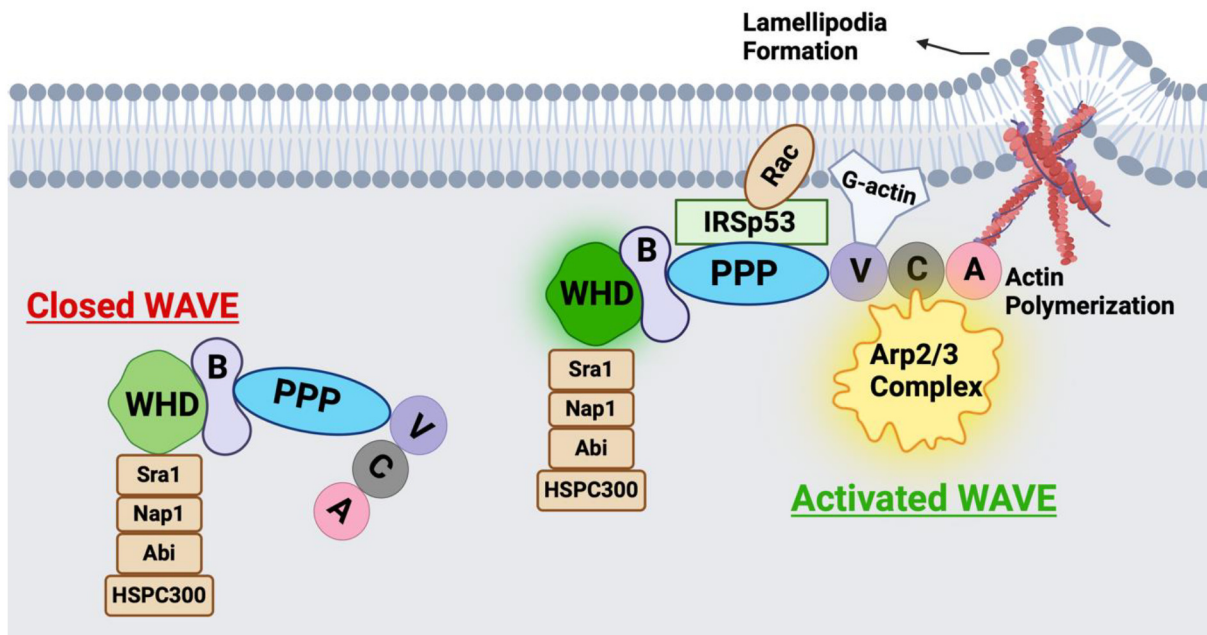 Lamellipodia
Formation
Rac
G-actin
IRSp53
B
WHD
PPP
V
C
A
Actin
Polymerization
Arp2/3
Complex
Sra1
Nap1
Abi
HSPC300
Activated WAVE
Closed WAVE
B
WHD
PPP
V
C
A
Sra1
Nap1
Abi
HSPC300